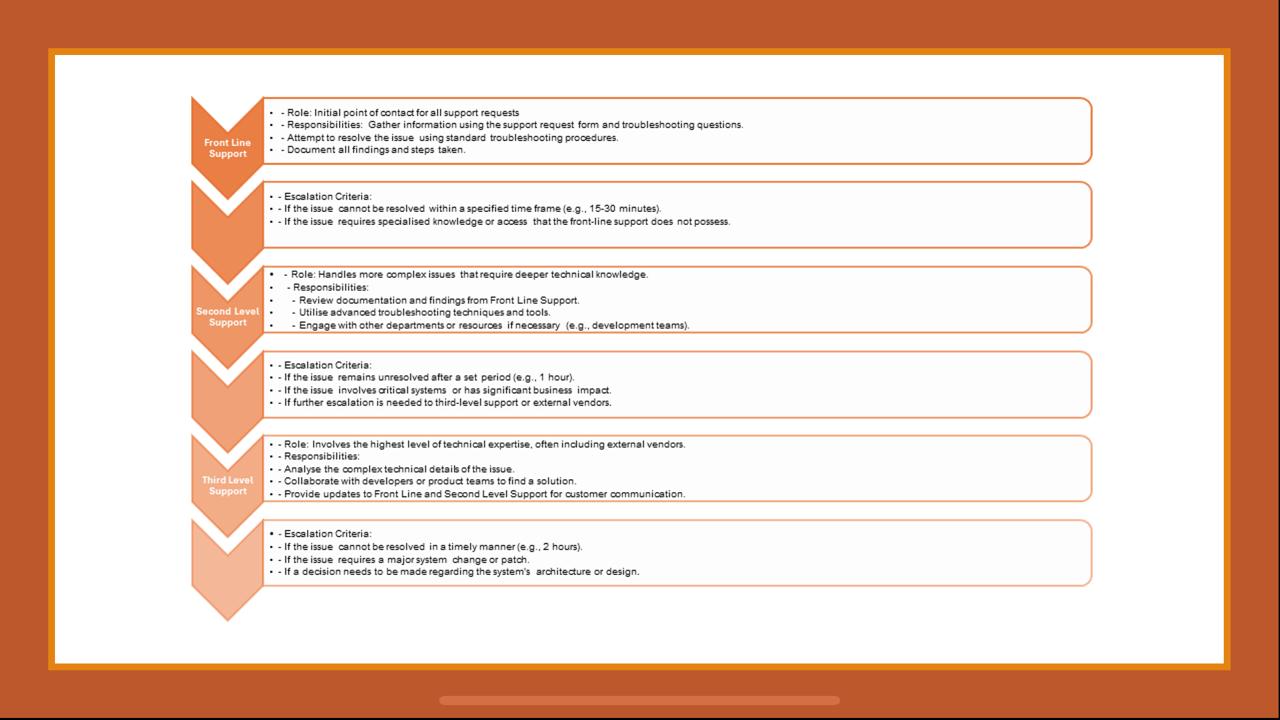 Front Line
Support
• - Role: Initial point of contact for all support requests
• - Responsibilities: Gather information using the support request form and troubleshooting questions.
• - Attempt to resolve the issue using standard troubleshooting procedures.
• - Document all findings and steps taken.
• - Escalation Criteria:
• - If the issue cannot be resolved within a specified time frame (e.g., 15-30 minutes).
• - If the issue requires specialised knowledge or access that the front-line support does not possess.
Second Level
Support
• - Role: Handles more complex issues that require deeper technical knowledge.
• - Responsibilities:
• - Review documentation and findings from Front Line Support.
• - Utilise advanced troubleshooting techniques and tools.
• - Engage with other departments or resources if necessary (e.g., development teams).
• - Escalation Criteria:
• - If the issue remains unresolved after a set period (e.g., 1 hour).
• - If the issue involves critical systems or has significant business impact.
• - If further escalation is needed to third-level support or external vendors.
Third Level
Support
• - Role: Involves the highest level of technical expertise, often including external vendors.
• - Responsibilities:
• - Analyse the complex technical details of the issue.
• - Collaborate with developers or product teams to find a solution.
• - Provide updates to Front Line and Second Level Support for customer communication.
• - Escalation Criteria:
• - If the issue cannot be resolved in a timely manner (e.g., 2 hours).
• - If the issue requires a major system change or patch.
• - If a decision needs to be made regarding the system's architecture or design.